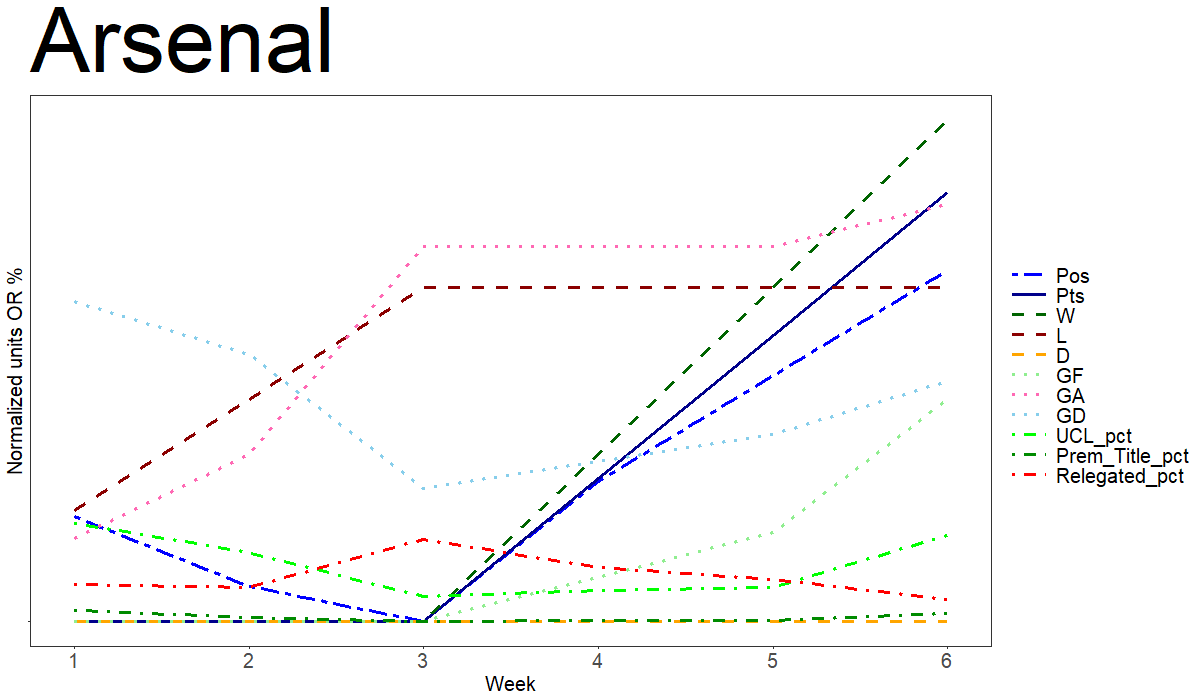 Arsenal
Normalized units OR %
1 2 3 4 5 6
Week
Pos
Pts
W
L
D
GF
GA
GD
UCL_pct
Prem_Title_pct
Relegated_pct